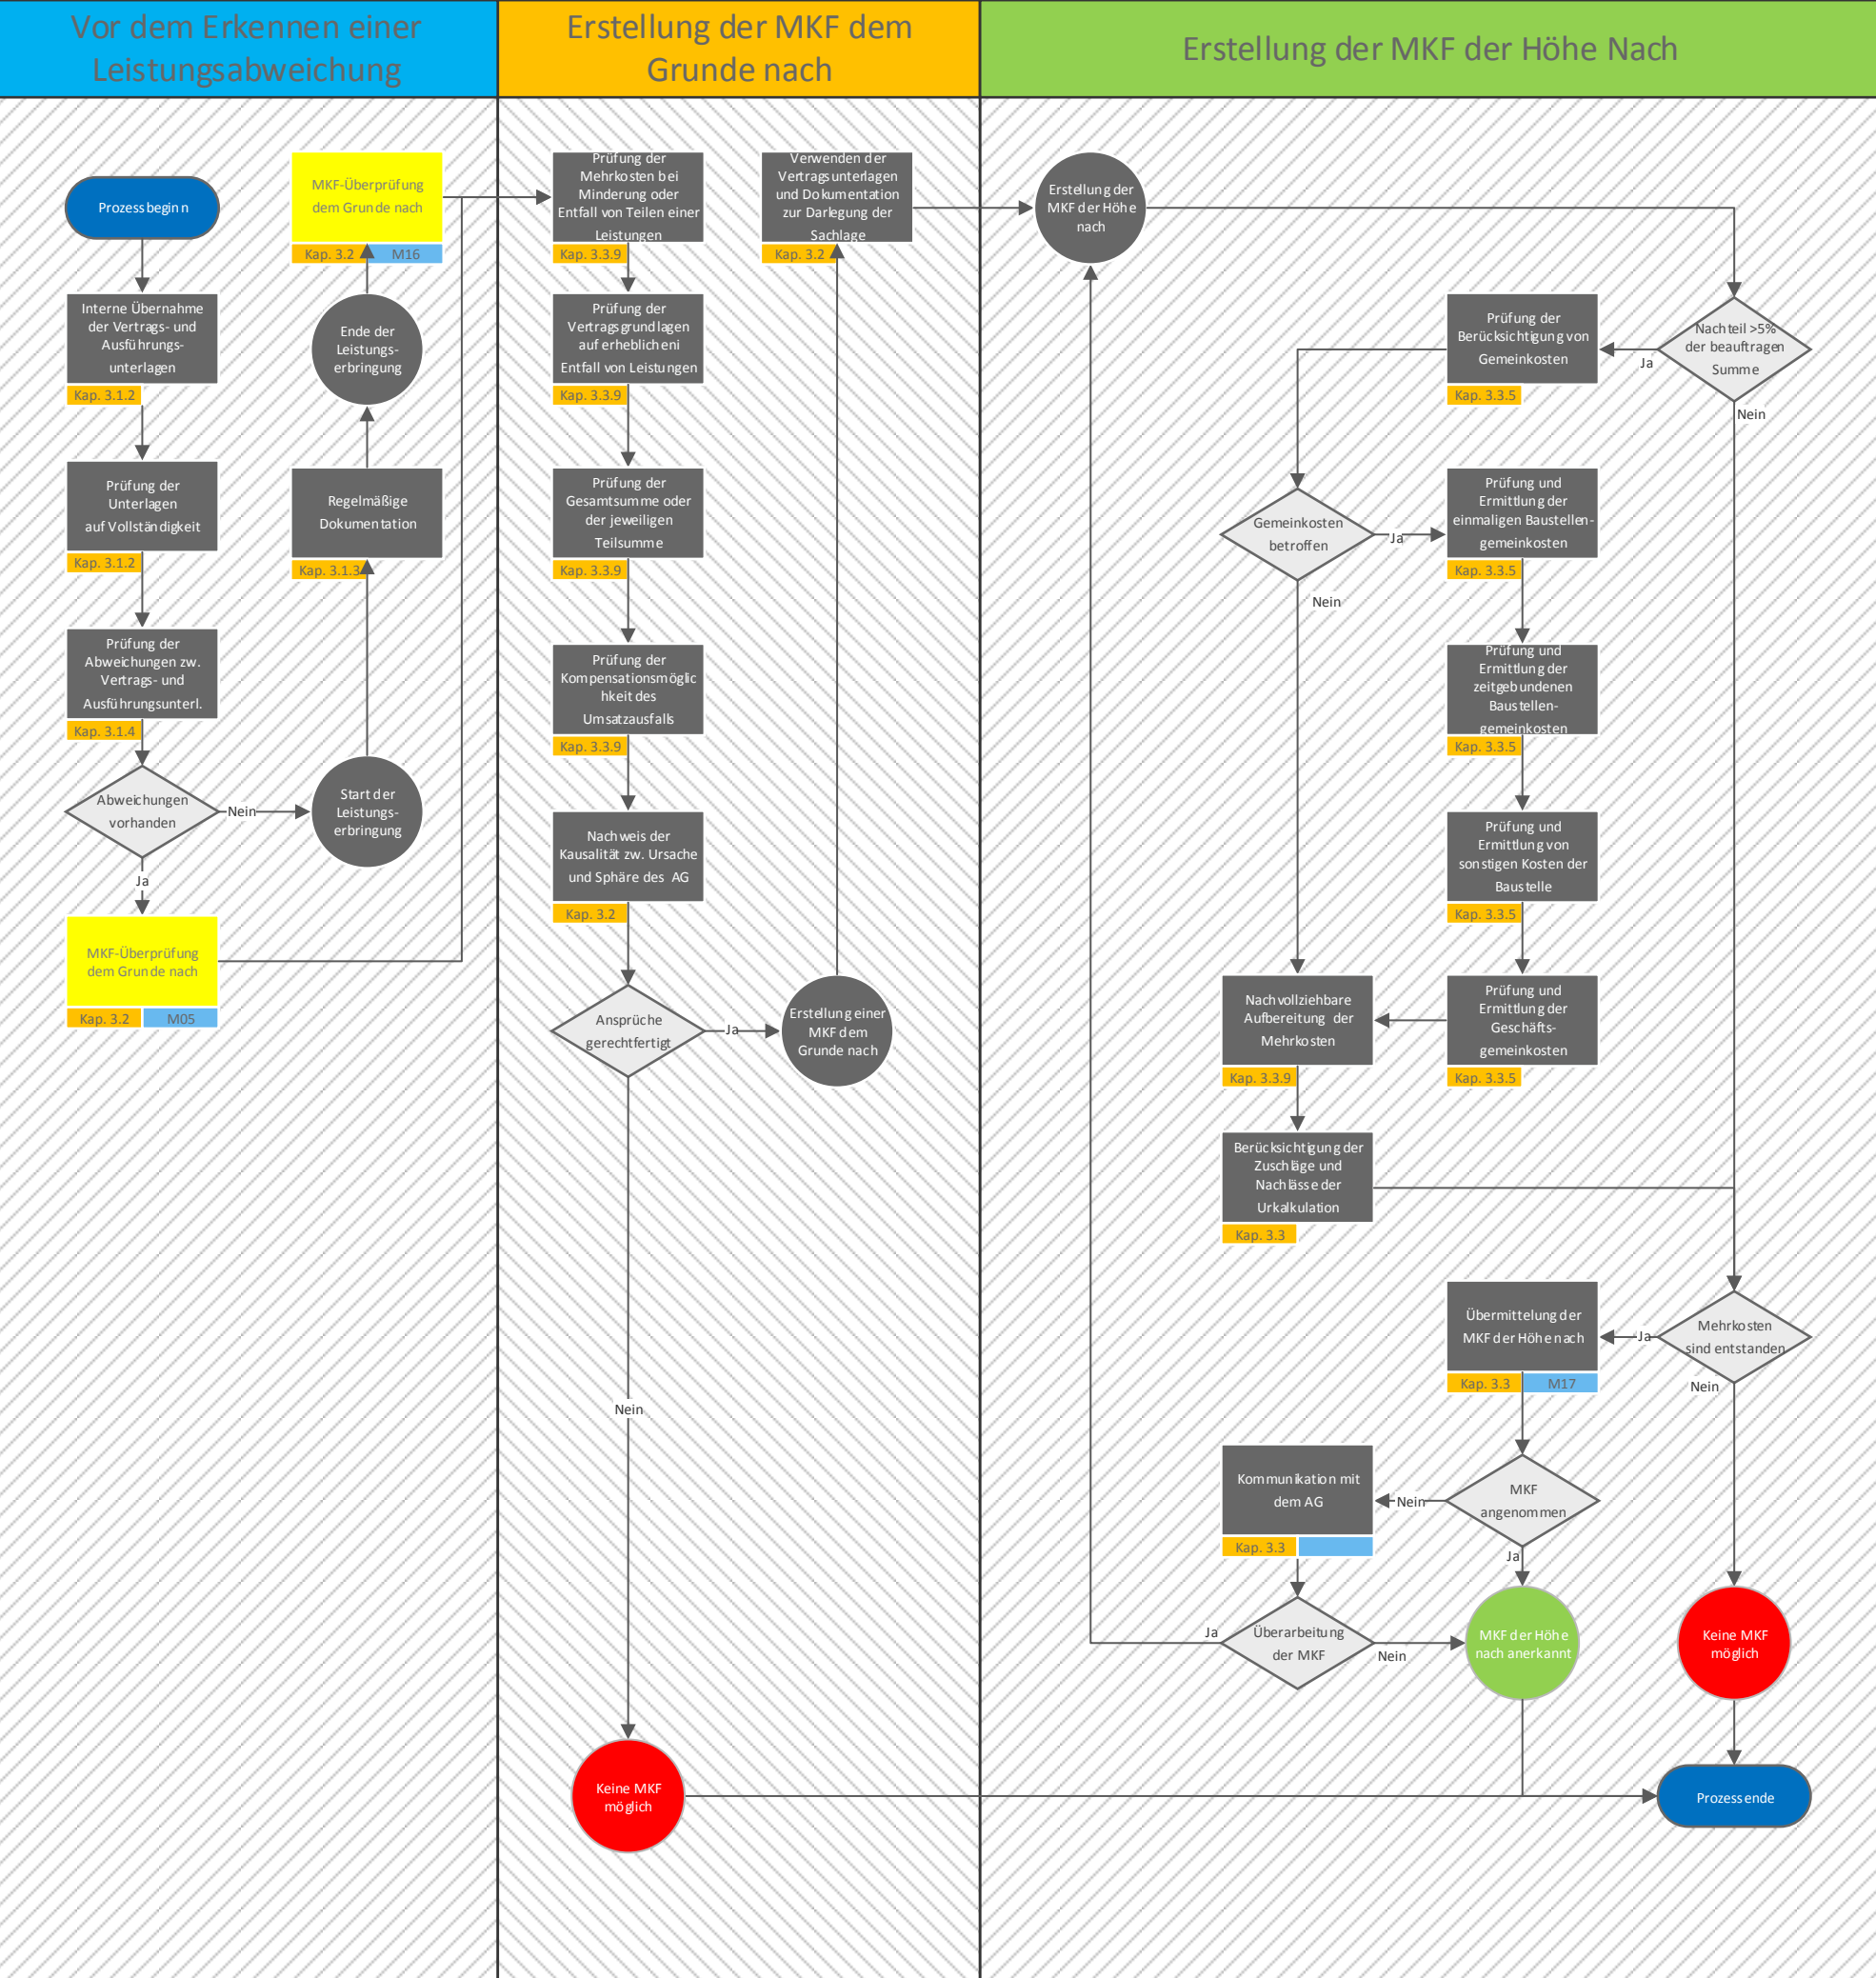 Vor dem Erkennen einer
Leistungsabweichung
Erstellung der MKF dem
Grunde nach
Erstellung der MKF der Höhe Nach
Prozessbeginn
Interne Übernahme
der Vertrags- und
Ausführungs-
unterlagen
Kap. 3.1.2
Prüfung der
Unterlagen
auf Vollständigkeit
Kap. 3.1.2
Prüfung der
Abweichungen zw.
Vertrags- und
Ausführungsunterl.
Kap. 3.1.4
Abweichungen
vorhanden
Nein
Ja
MKF-Überprüfung
dem Grunde nach
Kap. 3.2
M05
Start der
Leistungs-
erbringung
Regelmäßige
Dokumentation
Kap. 3.1.3
Ende der
Leistungs-
erbringung
MKF-Überprüfung
dem Grunde nach
Kap. 3.2
M16
Prüfung der
Mehrkosten bei
Minderung oder
Entfall von Teilen einer
Leistungen
Kap. 3.3.9
Prüfung der
Vertragsgrundlagen
auf erheblicheni
Entfall von Leistungen
Kap. 3.3.9
Prüfung der
Gesamtsumme oder
der jeweiligen
Teilsumme
Kap. 3.3.9
Prüfung der
Kompensationsmöglic
hkeit des
Umsatzausfalls
Kap. 3.3.9
Nachweis der
Kausalität zw. Ursache
und Sphäre des AG
Kap. 3.2
Ansprüche
gerechtfertigt
Ja
Nein
Erstellung einer
MKF dem
Grunde nach
Verwenden der
Vertragsunterlagen
und Dokumentation
zur Darlegung der
Sachlage
Kap. 3.2
Keine MKF
möglich
Erstellung der
MKF der Höhe
nach
Nachteil >5%
der beauftragen
Summe
Ja
Nein
Prüfung der
Berücksichtigung von
Gemeinkosten
Kap. 3.3.5
Gemeinkosten
betroffen
Ja
Nein
Prüfung und
Ermittlung der
einmaligen Baustellen-
gemeinkosten
Kap. 3.3.5
Prüfung und
Ermittlung der
zeitgebundenen
Baustellen-
gemeinkosten
Kap. 3.3.5
Prüfung und
Ermittlung von
sonstigen Kosten der
Baustelle
Kap. 3.3.5
Prüfung und
Ermittlung der
Geschäfts-
gemeinkosten
Kap. 3.3.5
Nachvollziehbare
Aufbereitung der
Mehrkosten
Kap. 3.3.9
Berücksichtigung der
Zuschläge und
Nachlässe der
Urkalkulation
Kap. 3.3
Mehrkosten
sind entstanden
Ja
Nein
Übermittelung der
MKF der Höhe nach
Kap. 3.3
M17
MKF
angenommen
Nein
Ja
Kommunikation mit
dem AG
Kap. 3.3
Überarbeitung
der MKF
Ja
Nein
MKF der Höhe
nach anerkannt
Keine MKF
möglich
Prozessende